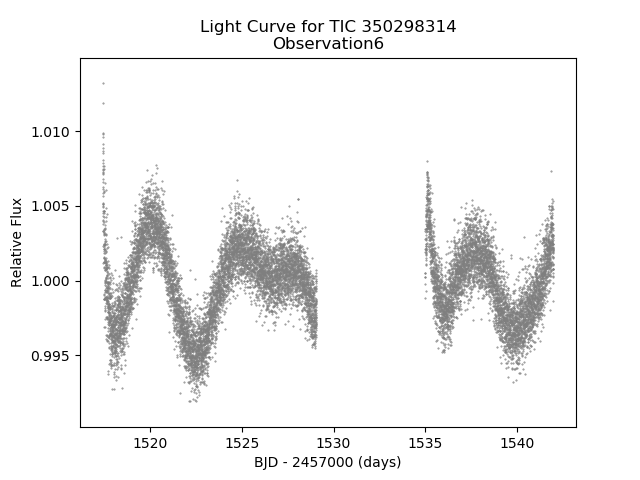 Light Curve for TIC 350298314
Observation6
1.010
1.005
1.000
0.995
Relative Flux
1520
1525
1530
1535
1540
BJD - 2457000 (days)